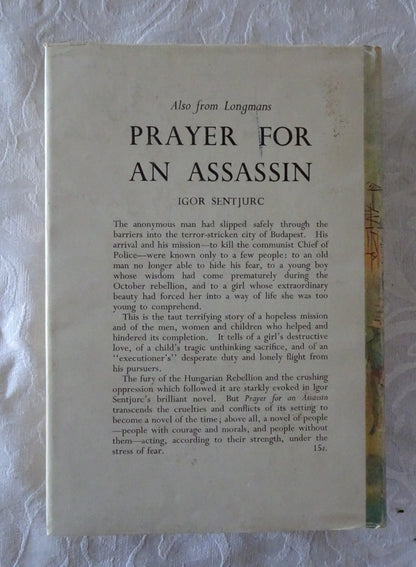 Also from Longmans
PRAYER FOR
AN ASSASSIN
IGOR SENTJURC
The anonymous man had slipped safely through the
barriers into the terror-stricken city of Budapest. His
arrival and his mission—to kill the communist Chief of
Police—were known only to a few people; to an old
man no longer able to hide his fear, to a young boy
whose wisdom had come prematurely during the
October rebellion, and to a girl whose extraordinary
beauty had forced her into a way of life she was too
young to comprehend.
This is the taut terrifying story of a hopeless mission
and of the men, women and children who helped and
hindered its completion. It tells of a girl's destructive
love, of a child's tragic unthinking sacrifice, and of an
"executioner's" desperate duty and lonely flight from
his pursuers.
The fury of the Hungarian Rebellion and the crushing
oppression which followed it are starkly evoked in Igor
Sentjurc's brilliant novel. But Prayer for an Assassin
transcends the cruelties and conflicts of its setting to
become a novel of the time; above all, a novel of people
—people with courage and morals, and people without
them—acting, according to their strength, under the
stress of fear. 15s.